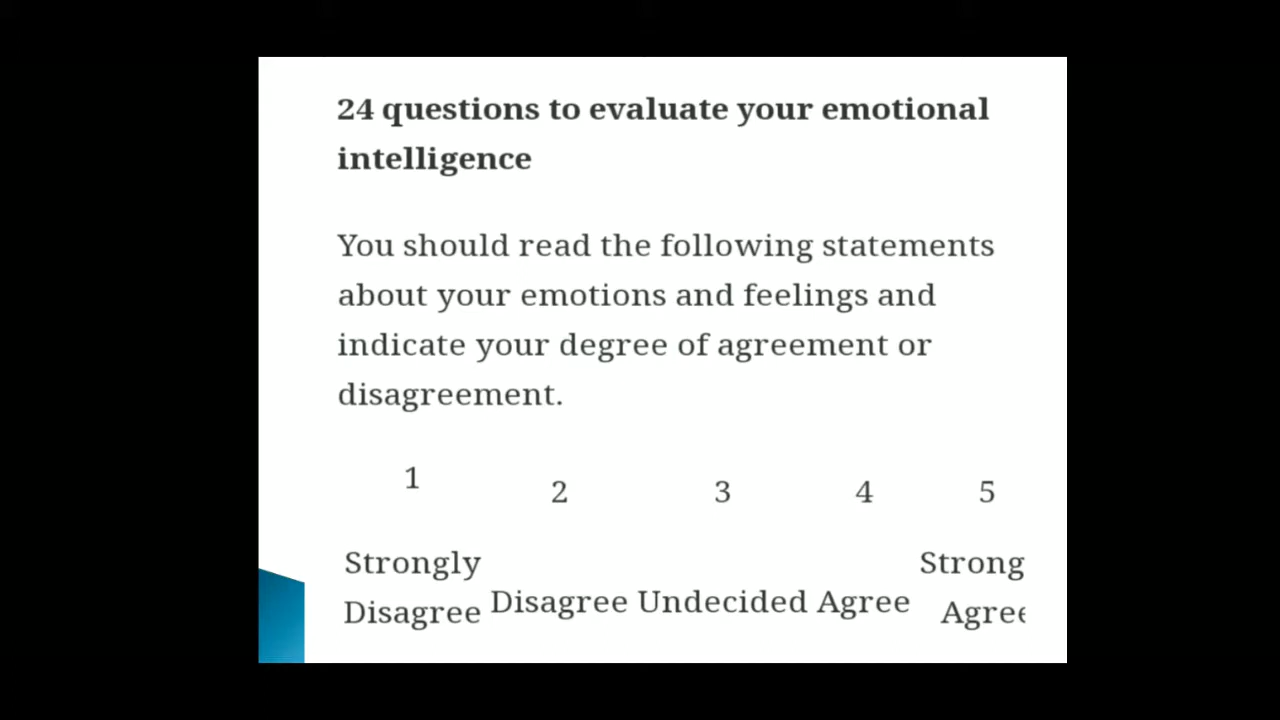 24 questions to evaluate your emotional
intelligence
You should read the following statements
about your emotions and feelings and
indicate your degree of agreement or
disagreement.
1 2 3 4 5
Strongly Strong
Disagree Disagree Undecided Agree Agree